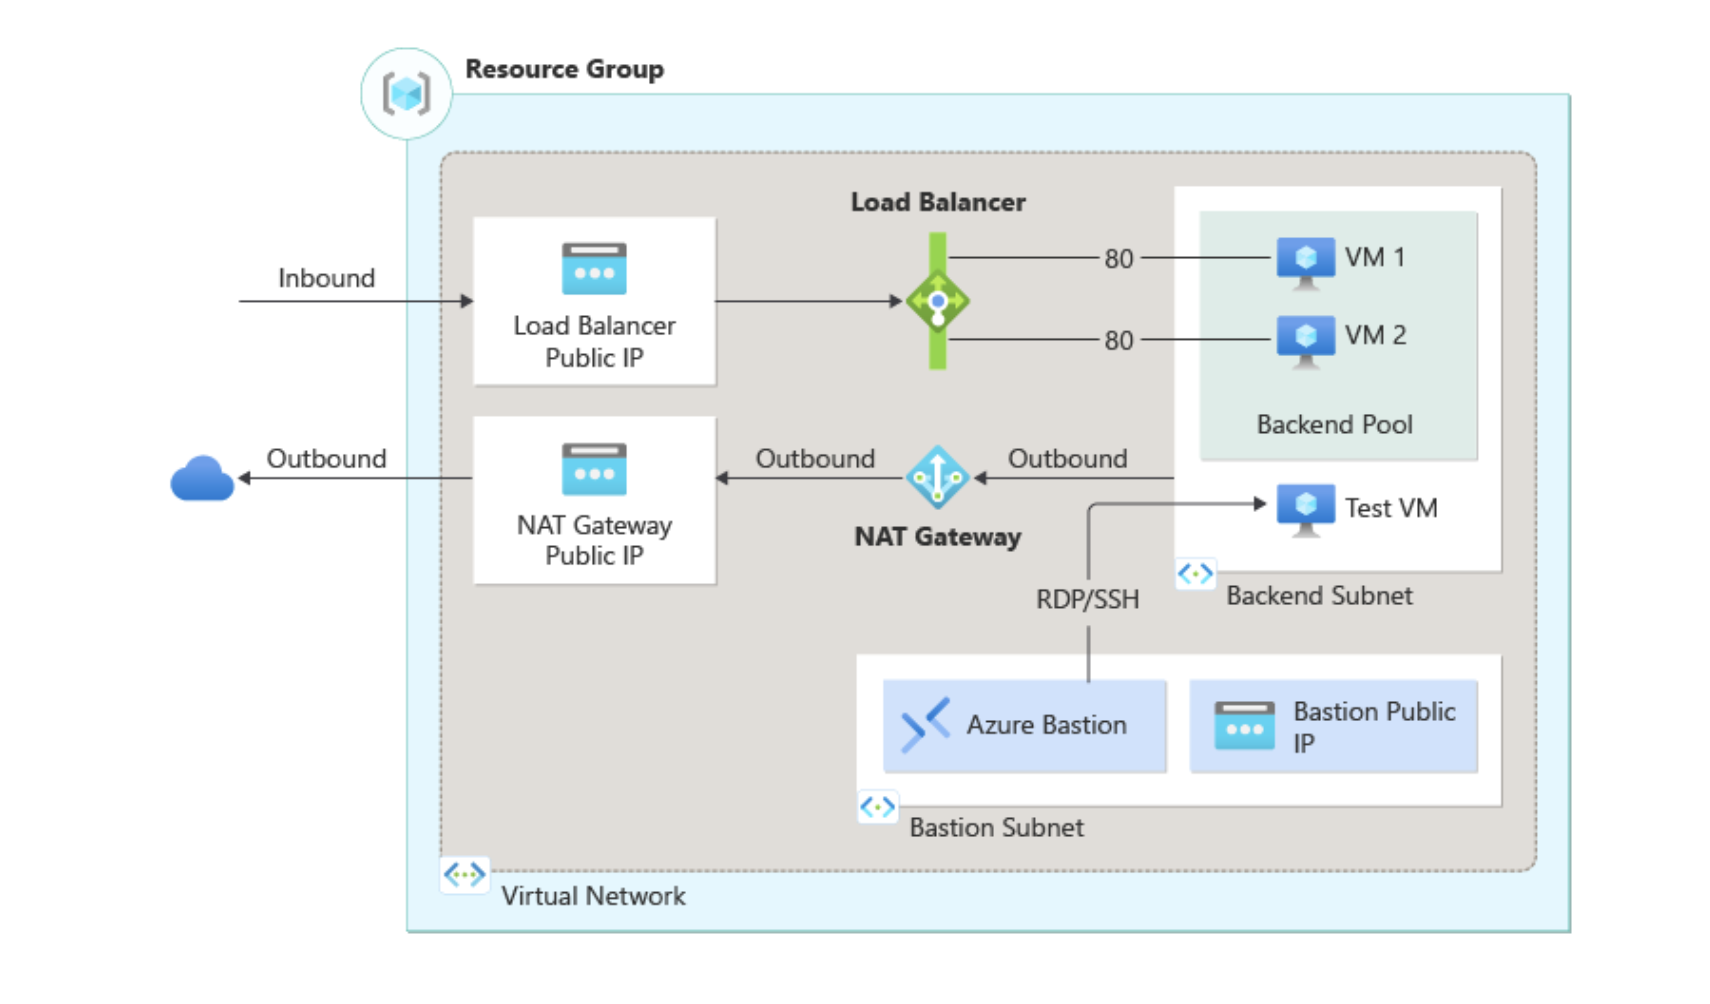 Resource Group
Load Balancer
Inbound
Load Balancer
Public IP
80
VM 1
80
VM 2
Backend Pool
Outbound
Outbound
Outbound
NAT Gateway
Public IP
NAT Gateway
Test VM
RDP/SSH
Backend Subnet
Azure Bastion
Bastion Public
IP
Bastion Subnet
Virtual Network